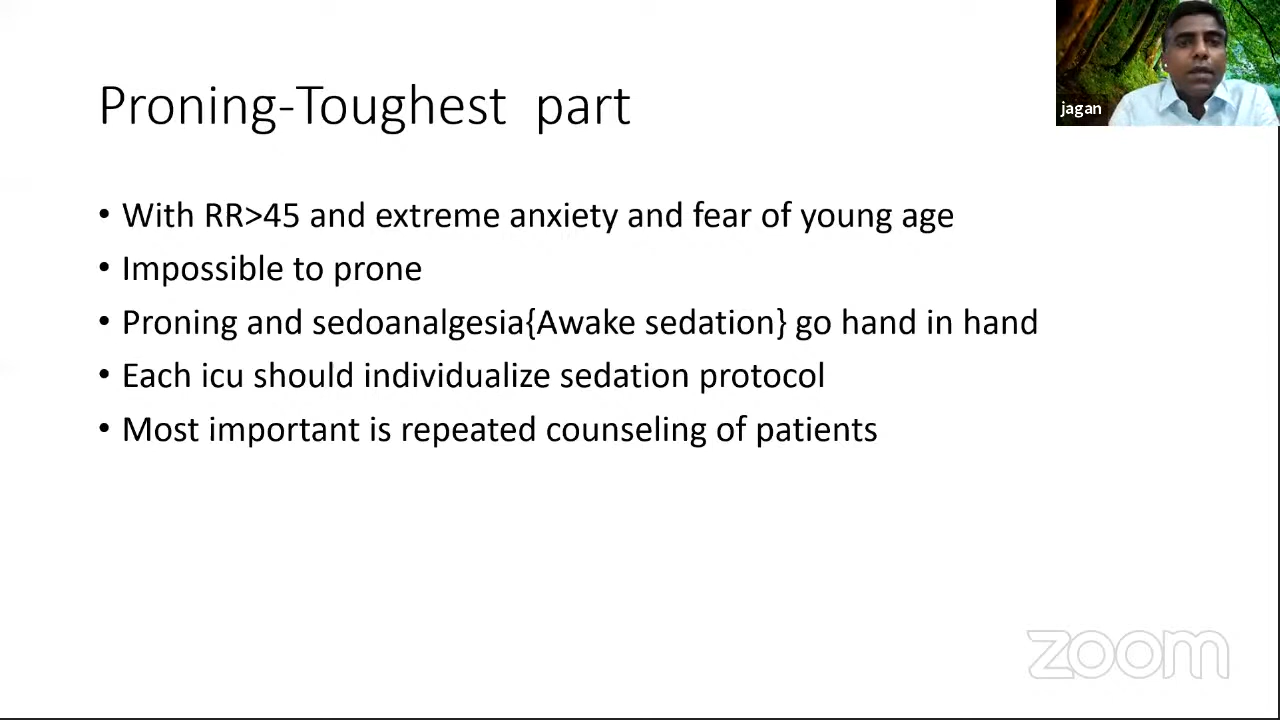 jagan
Proning-Toughest part
• With RR>45 and extreme anxiety and fear of young age
• Impossible to prone
• Proning and sedoanalgesia{Awake sedation} go hand in hand
• Each icu should individualize sedation protocol
• Most important is repeated counseling of patients
zoom